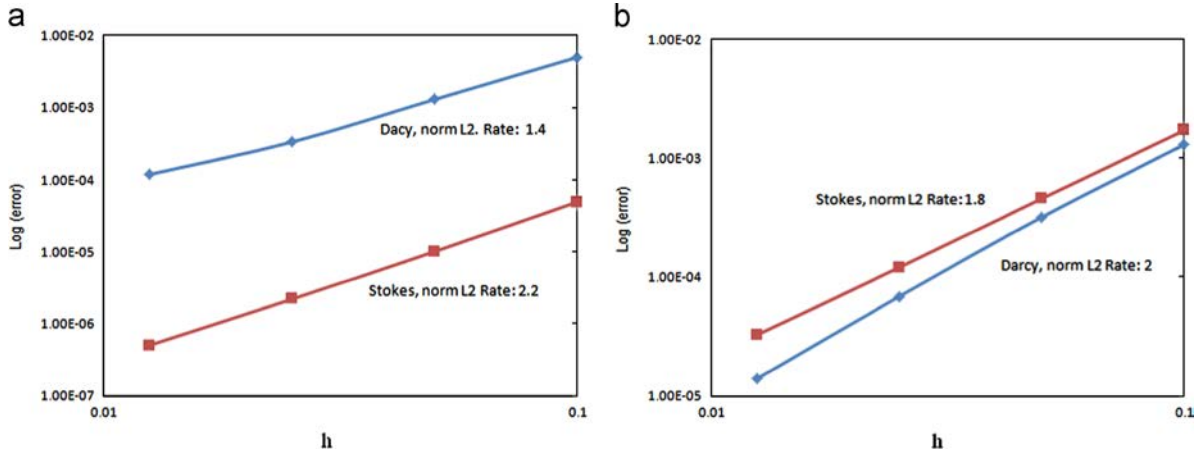 a
1.00E-02
1.00E-03
1.00E-04
1.00E-05
1.00E-06
1.00E-07
Log (error)
Dacy, norm L2. Rate: 1.4
Stokes, norm L2 Rate: 2.2
0.01
0.1
h
b
1.00E-02
1.00E-03
1.00E-04
1.00E-05
Log (error)
Stokes, norm L2 Rate: 1.8
Darcy, norm L2 Rate: 2
0.01
0.1
h